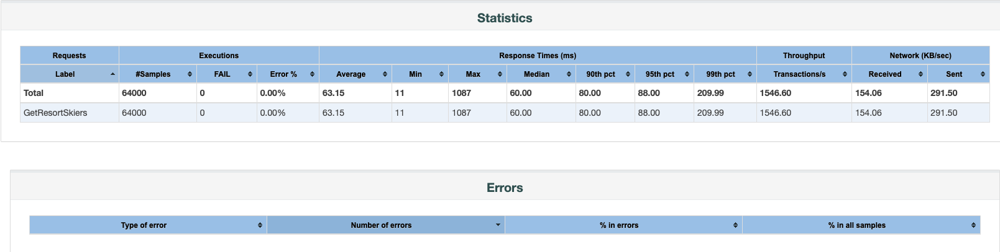 Statistics
Requests Executions Response Times (ms) Throughput Network (KB/sec)
Label #Samples FAIL Error % Average Min Max Median 90th pct 95th pct 99th pct Transactions/s Received Sent
Total 64000 0 0.00% 63.15 11 1087 60.00 80.00 88.00 209.99 1546.60 154.06 291.50
GetResortSkiers 64000 0 0.00% 63.15 11 1087 60.00 80.00 88.00 209.99 1546.60 154.06 291.50
Errors
Type of error Number of errors % in errors % in all samples